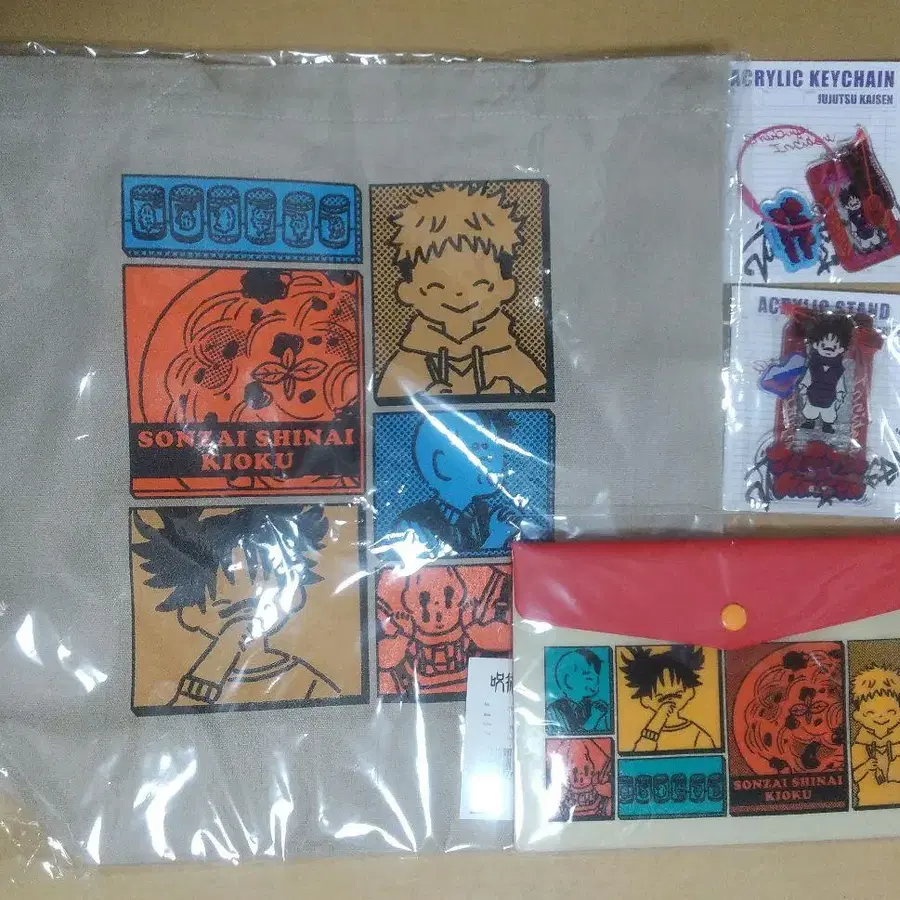 ACRYLIC KEYCHAIN
JUJUTSU KAISEN
ACRYLIC STAND
SONZAI SHINAI
KIOKU
SONZAI SHINAI
KIOKU